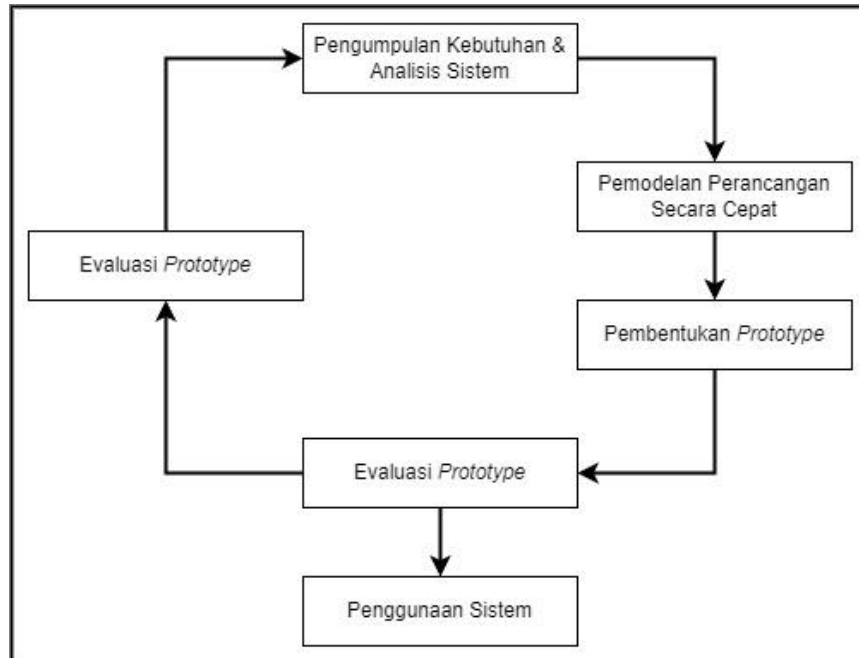 Pengumpulan Kebutuhan &
Analisis Sistem
Pemodelan Perancangan
Secara Cepat
Evaluasi Prototype
Pembentukan Prototype
Evaluasi Prototype
Penggunaan Sistem